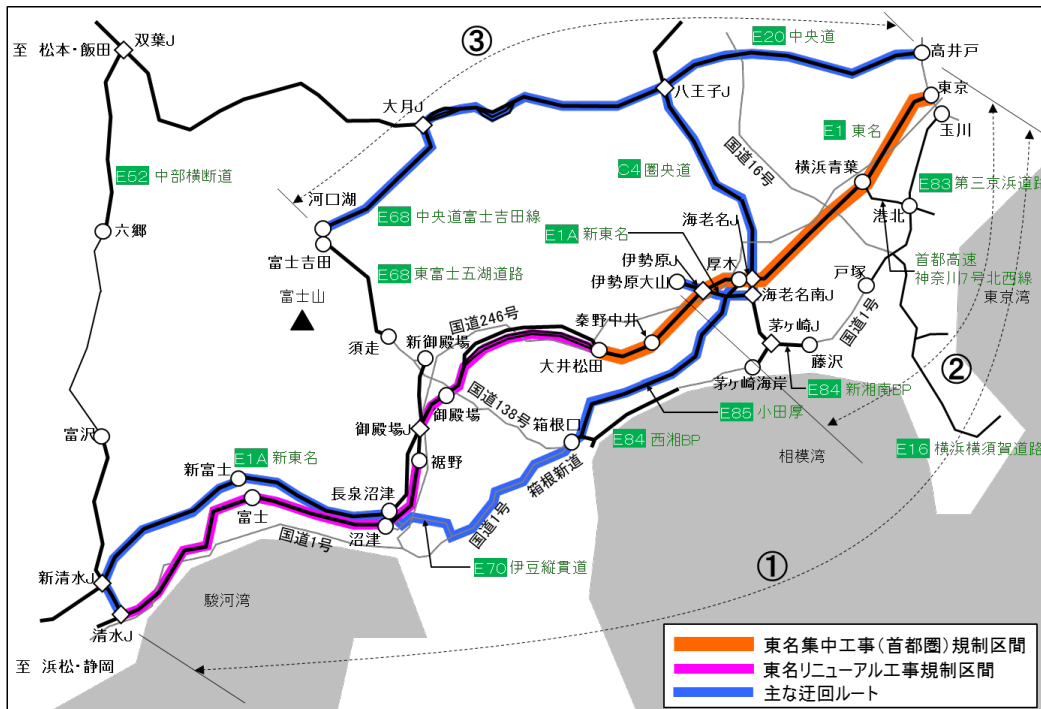 至 松本・飯田
双葉J
③
E20 中央道
高井戸
東京
玉川
大月J
八王子J
E1 東名
国道16号
横浜青葉
E52 中部横断道
C4 圏央道
E83 第三京浜道路
港北
河口湖
E68 中央道富士吉田線
海老名J
E1A 新東名
六郷
富士吉田
伊勢原J
厚木
伊勢原大山
海老名南J
首都高速
神奈川7号北西線
東京湾
E68 東富士五湖道路
富士山
戸塚
国道1号
国道246号
秦野中井
茅ヶ崎J
須走
新御殿場
大井松田
藤沢
茅ヶ崎海岸
②
E84 新湘南BP
御殿場
国道138号
箱根口
E85 小田厚
御殿場J
E84 西湘BP
E16 横浜横須賀道路
富沢
裾野
箱根新道
相模湾
E1A 新東名
新富士
長泉沼津
富士
沼津
国道1号
国道1号
E70 伊豆縦貫道
①
新清水J
駿河湾
清水J
至 浜松・静岡
東名集中工事(首都圏)規制区間
東名リニューアル工事規制区間
主な迂回ルート